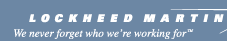 LOCKHEED MARTIN
We never forget who we're working for™